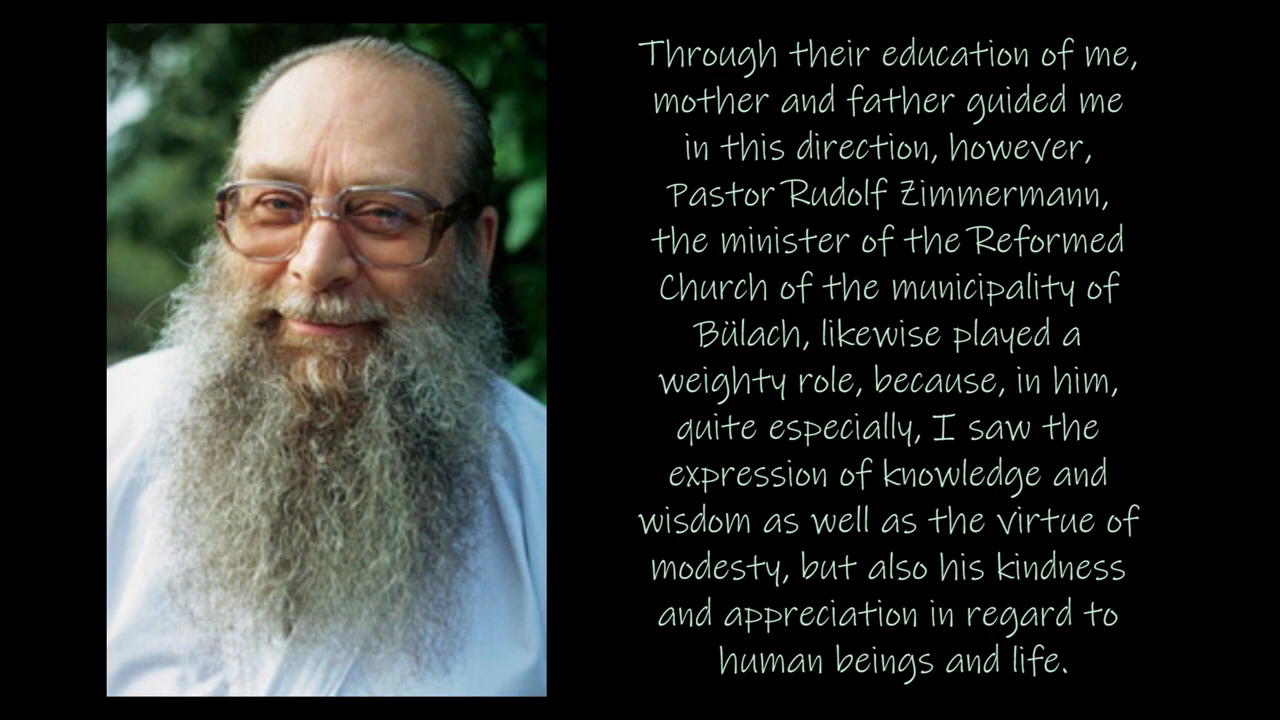 Through their education of me,
mother and father guided me
in this direction, however,
Pastor Rudolf Zimmermann,
the minister of the Reformed
Church of the municipality of
Bülach, likewise played a
weighty role, because, in him,
quite especially, I saw the
expression of knowledge and
wisdom as well as the virtue of
modesty, but also his kindness
and appreciation in regard to
human beings and life.